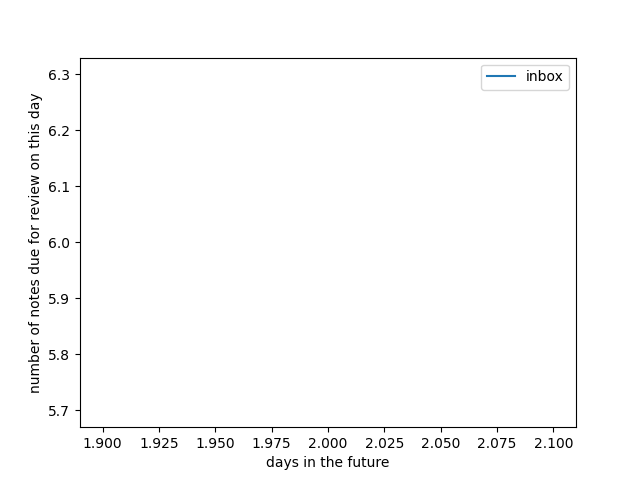 inbox
6.3
6.2
6.1
6.0
5.9
5.8
5.7
number of notes due for review on this day
1.900 1.925 1.950 1.975 2.000 2.025 2.050 2.075 2.100
days in the future